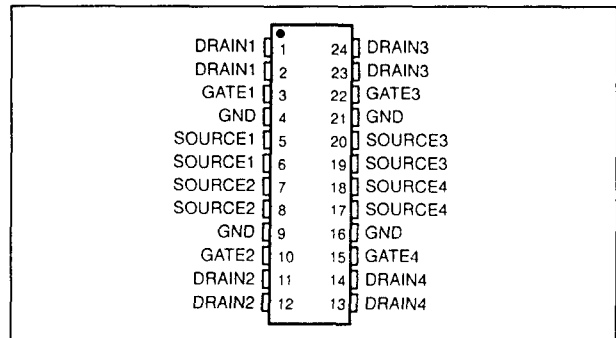 DRAIN1 1 24 DRAIN3
DRAIN1 2 23 DRAIN3
GATE1 3 22 GATE3
GND 4 21 GND
SOURCE1 5 20 SOURCE3
SOURCE1 6 19 SOURCE3
SOURCE2 7 18 SOURCE4
SOURCE2 8 17 SOURCE4
GND 9 16 GND
GATE2 10 15 GATE4
DRAIN2 11 14 DRAIN4
DRAIN2 12 13 DRAIN4